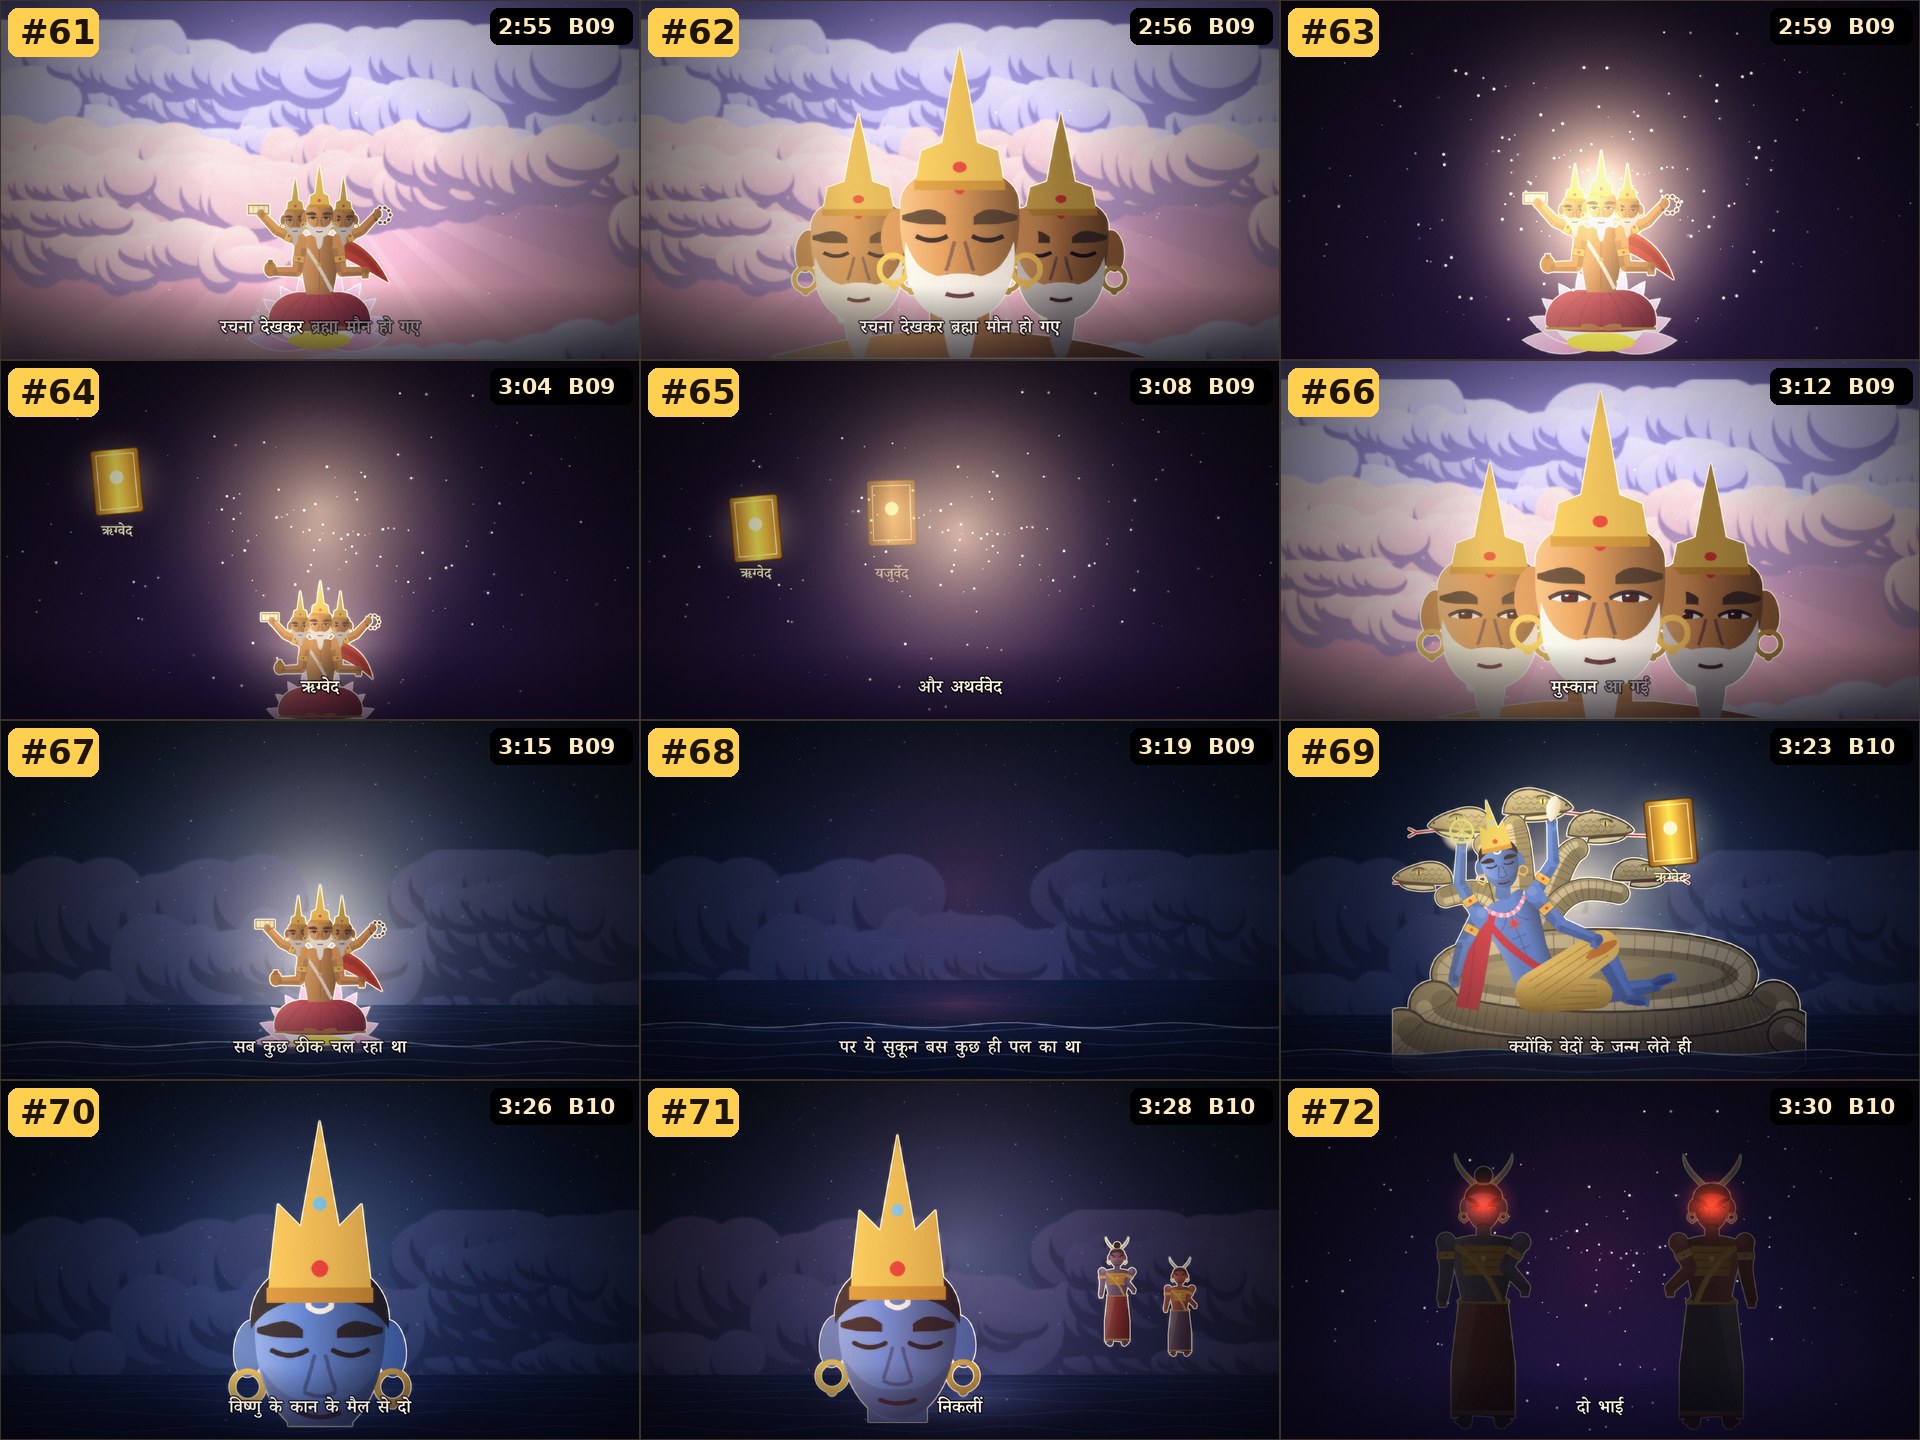 #61
2:55 B09
रचना देखकर ब्रह्मा मौन हो गए
#62
2:56 B09
रचना देखकर ब्रह्मा मौन हो गए
#63
2:59 B09
#64
3:04 B09
ऋग्वेद
ऋग्वेद
#65
3:08 B09
ऋग्वेद
यजुर्वेद
और अथर्ववेद
#66
3:12 B09
मुस्कान आ गई
#67
3:15 B09
सब कुछ ठीक चल रहा था
#68
3:19 B09
पर ये सुकून बस कुछ ही पल का था
#69
3:23 B10
ऋग्वेद
क्योंकि वेदों के जन्म लेते ही
#70
3:26 B10
विष्णु के कान के मैल से दो
#71
3:28 B10
निकलीं
#72
3:30 B10
दो भाई